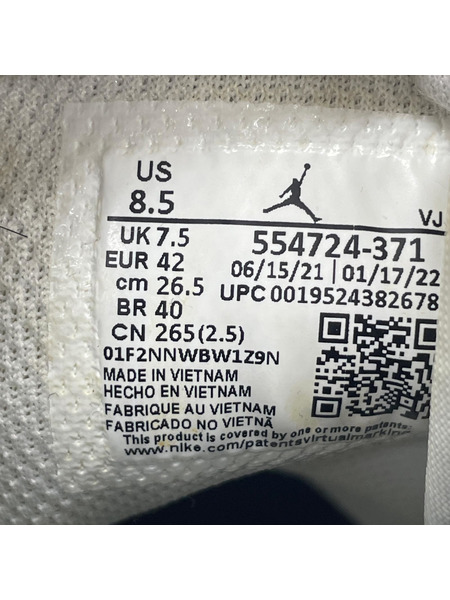 US
8.5
VJ
UK 7.5
EUR 42
cm 26.5
BR 40
CN 265(2.5)
554724-371
06/15/21 01/17/22
UPC 0019524382678
01F2NNWBW1Z9N
MADE IN VIETNAM
HECHO EN VIETNAM
FABRIQUE AU VIETNAM
FABRICADO NO VIETNÃ
This product is covered by one or more patents
www.nike.com/patentsvirtualmarking